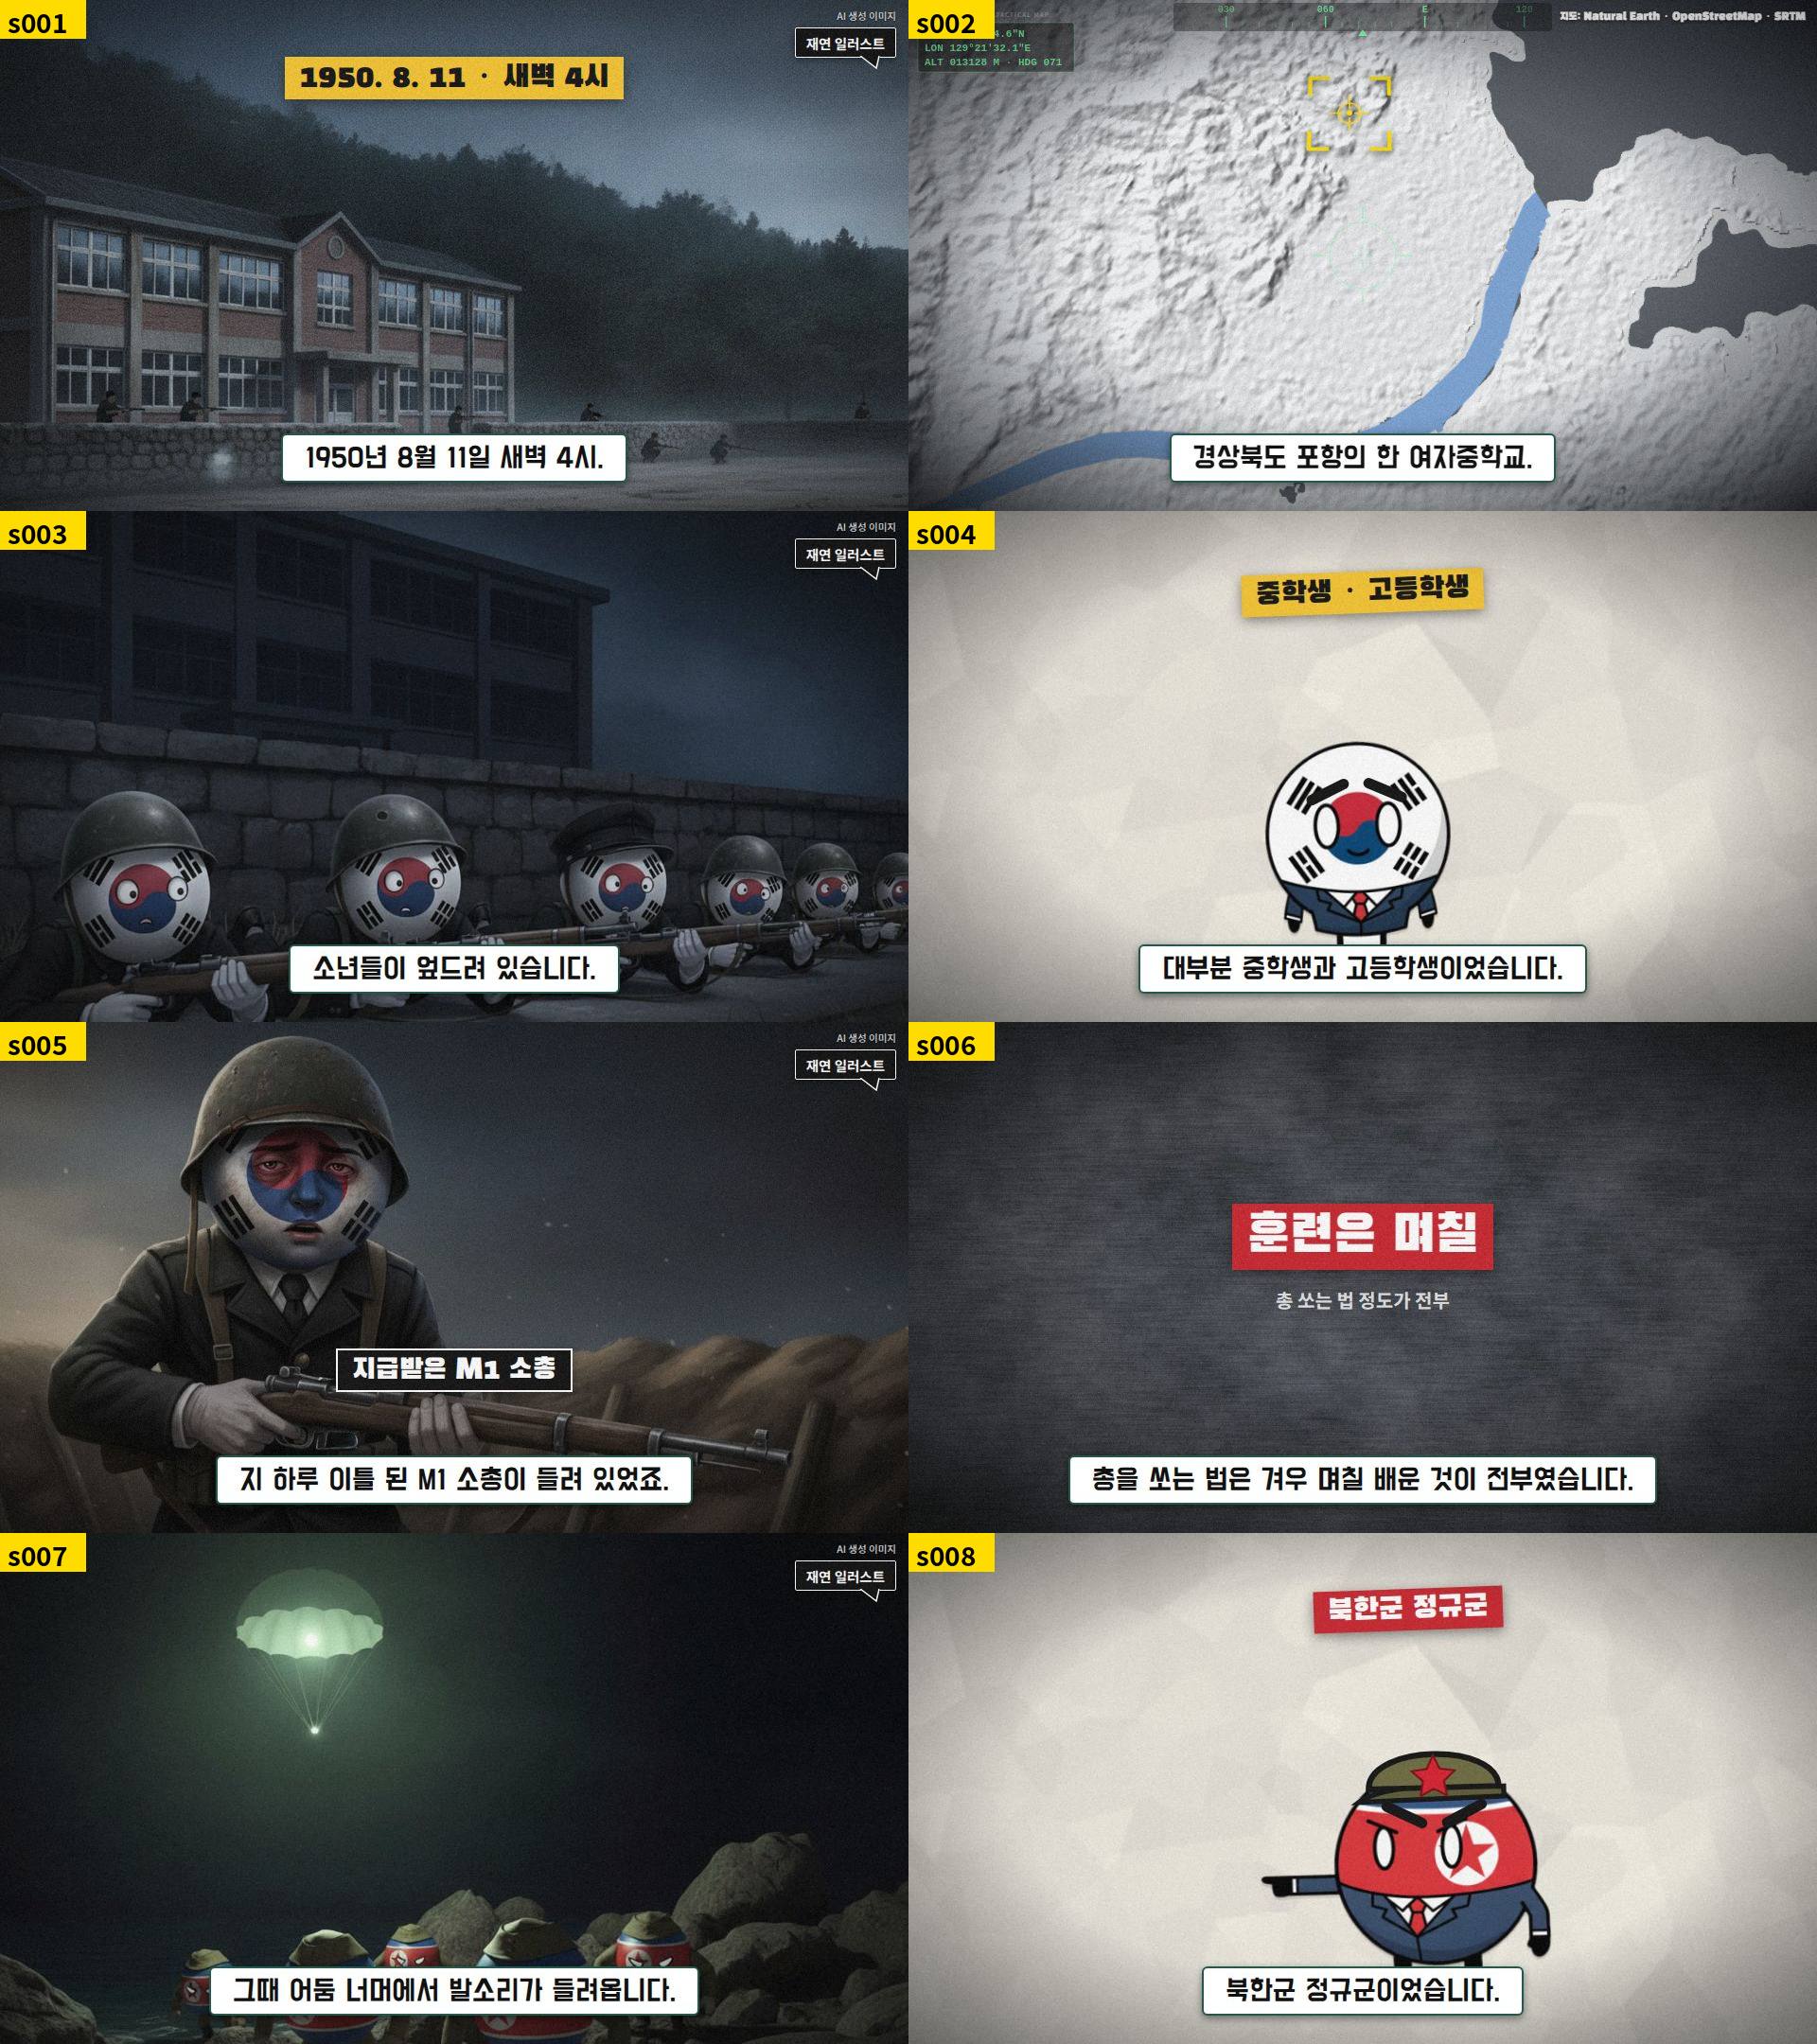 s001
AI 생성 이미지
재연 일러스트
1950. 8. 11 · 새벽 4시
1950년 8월 11일 새벽 4시.
s002
4.6"N
LON 129°21'32.1"E
ALT 013128 M · HDG 071
030 060 E 120
지도: Natural Earth · OpenStreetMap · SRTM
경상북도 포항의 한 여자중학교.
s003
AI 생성 이미지
재연 일러스트
소년들이 엎드려 있습니다.
s004
중학생 · 고등학생
대부분 중학생과 고등학생이었습니다.
s005
AI 생성 이미지
재연 일러스트
지급받은 M1 소총
지 하루 이틀 된 M1 소총이 들려 있었죠.
s006
훈련은 며칠
총 쏘는 법 정도가 전부
총을 쏘는 법은 겨우 며칠 배운 것이 전부였습니다.
s007
AI 생성 이미지
재연 일러스트
그때 어둠 너머에서 발소리가 들려옵니다.
s008
북한군 정규군
북한군 정규군이었습니다.